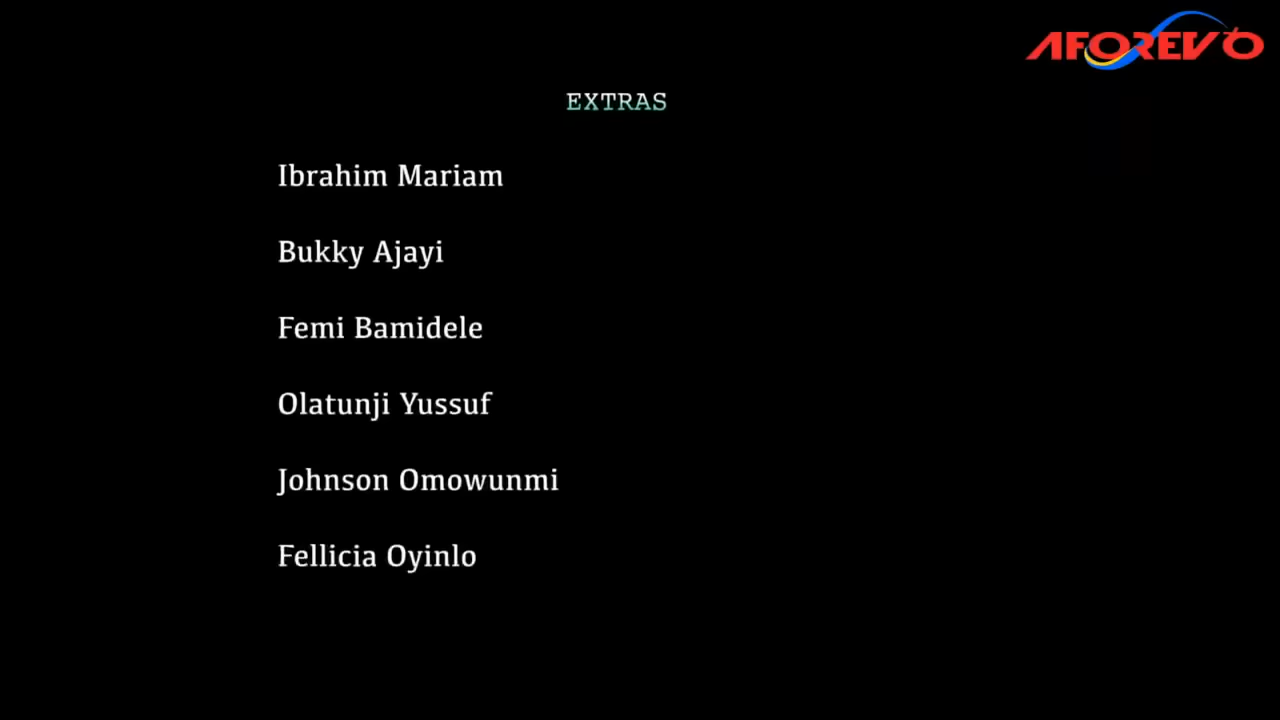 AFOREVO
EXTRAS
Ibrahim Mariam
Bukky Ajayi
Femi Bamidele
Olatunji Yussuf
Johnson Omowunmi
Fellicia Oyinlo